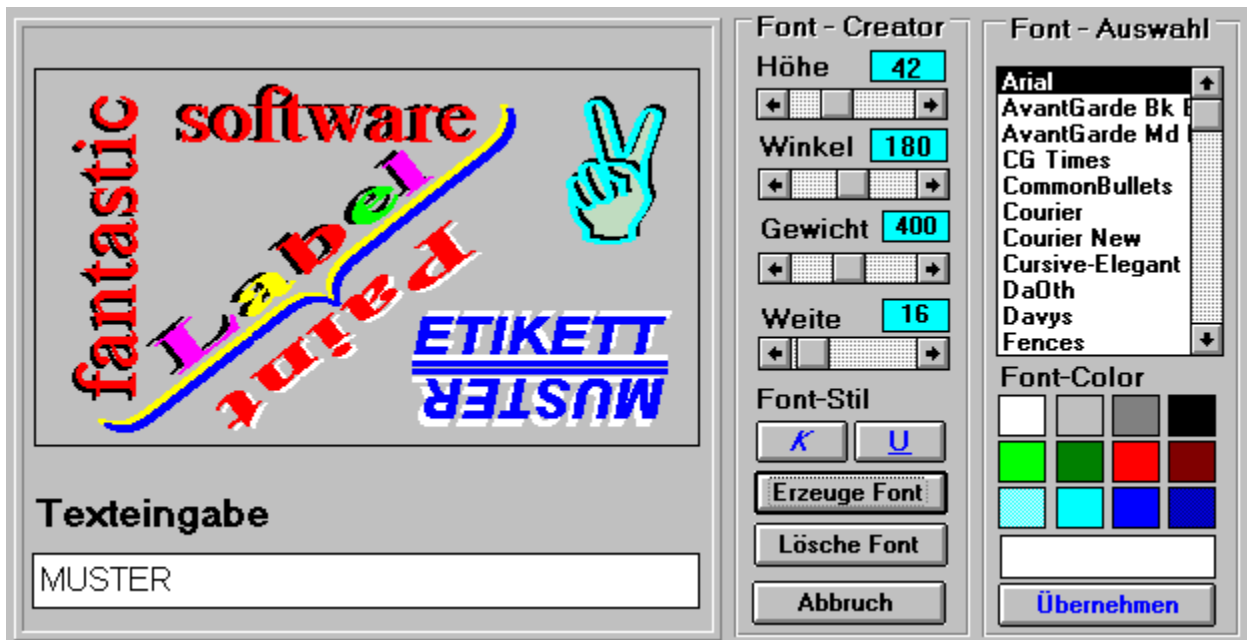 fantastic
software
Label
Paint
ETIKETT
MUSTER
Texteingabe
MUSTER
Font - Creator
Höhe 42
Winkel 180
Gewicht 400
Weite 16
Font-Stil
K U
Erzeuge Font
Lösche Font
Abbruch
Font - Auswahl
Arial
AvantGarde Bk
AvantGarde Md
CG Times
CommonBullets
Courier
Courier New
Cursive-Elegant
DaOth
Davys
Fences
Font-Color
Übernehmen